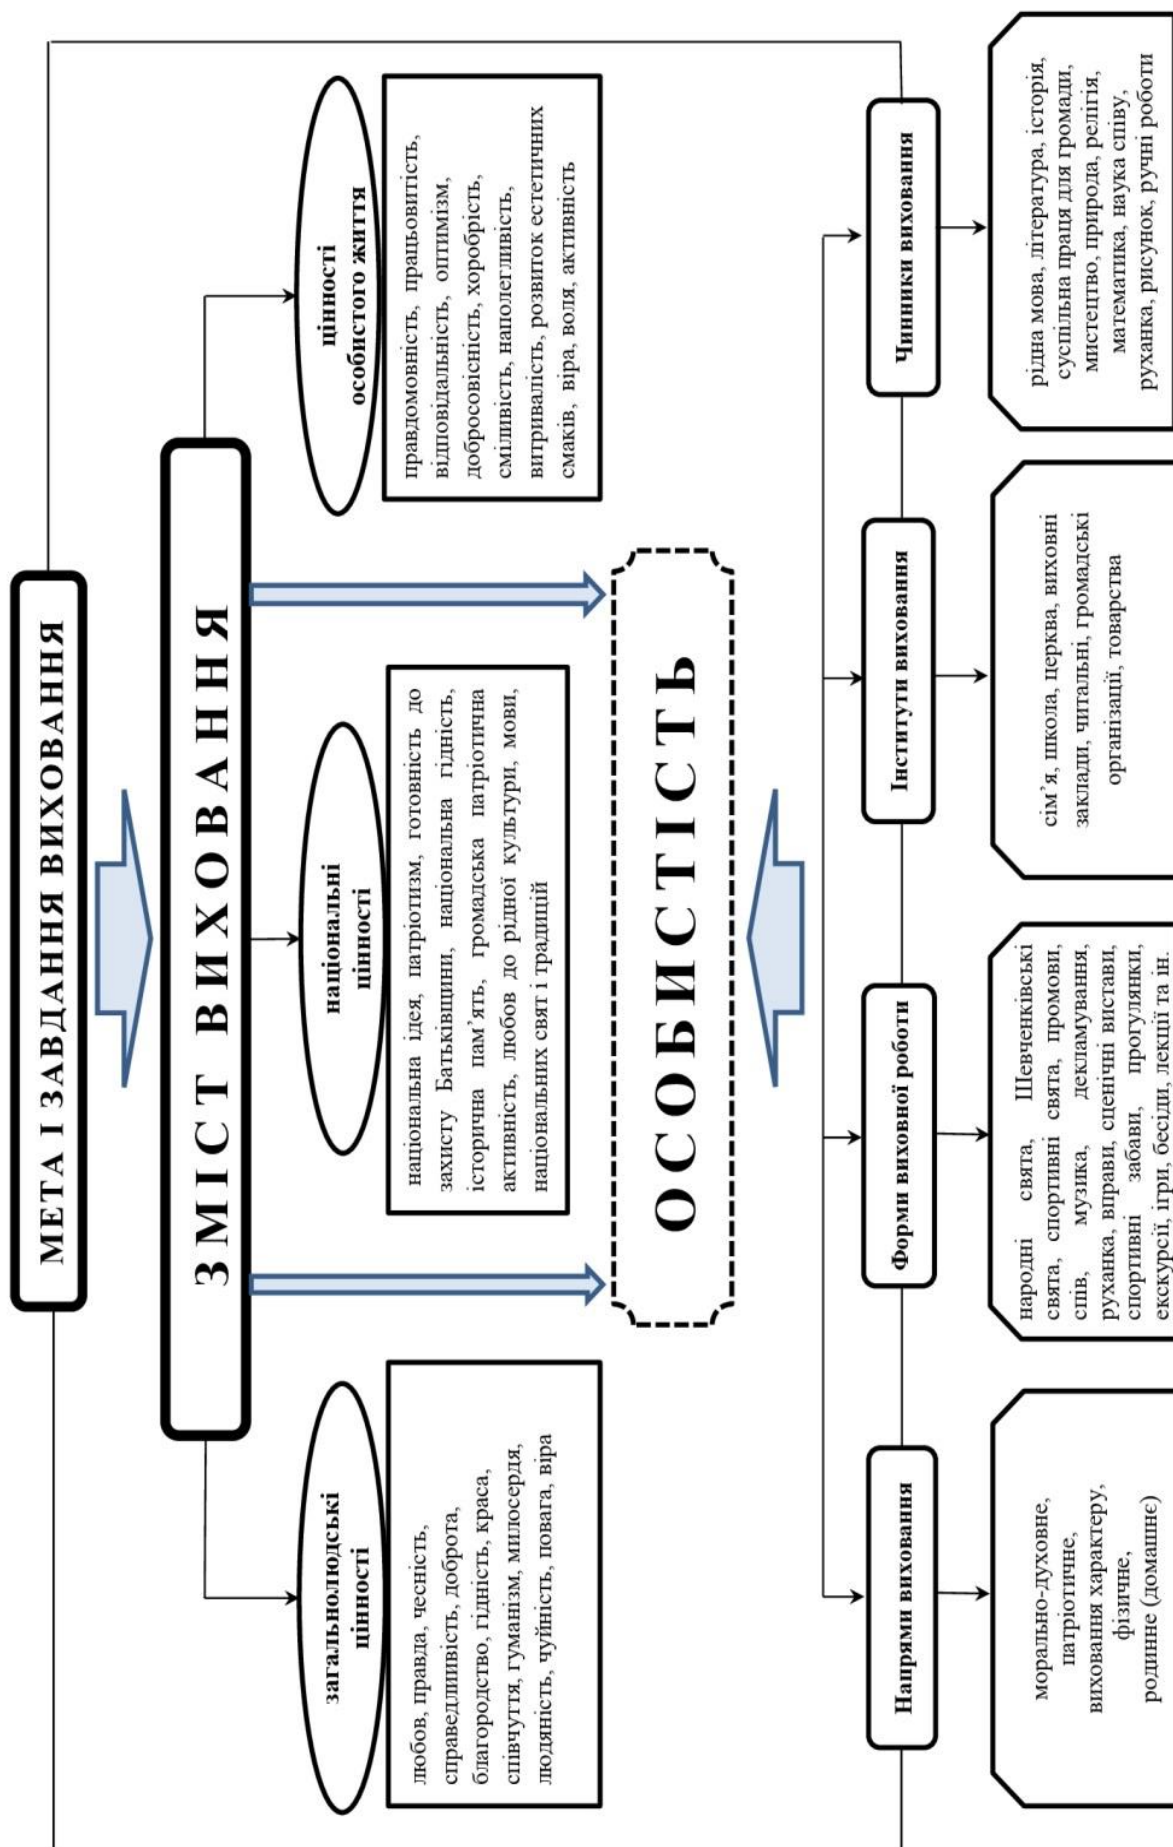 МЕТА І ЗАВДАННЯ ВИХОВАННЯ
ЗМІСТ ВИХОВАННЯ
загальнолюдські
цінності
любов, правда, чесність,
справедливість, доброта,
благородство, гідність, краса,
співчуття, гуманізм, милосердя,
людяність, чуйність, повага, віра
національні
цінності
національна ідея, патріотизм, готовність до
захисту Батьківщини, національна гідність,
історична пам’ять, громадська патріотична
активність, любов до рідної культури, мови,
національних свят і традицій
цінності
особистого життя
правдомовність, працьовитість,
відповідальність, оптимізм,
добросовісність, хоробрість,
сміливість, наполегливість,
витривалість, розвиток естетичних
смаків, віра, воля, активність
ОСОБИСТІСТЬ
Напрями виховання
морально-духовне,
патріотичне,
виховання характеру,
фізичне,
родинне (домашнє)
Форми виховної роботи
народні свята, Шевченківські
свята, спортивні свята, промови,
спів, музика, декламування,
руханка, вправи, сценічні вистави,
спортивні забави, прогулянки,
екскурсії, ігри, бесіди, лекції та ін.
Інститути виховання
сім’я, школа, церква, виховні
заклади, читальні, громадські
організації, товариства
Чинники виховання
рідна мова, література, історія,
суспільна праця для громади,
мистецтво, природа, релігія,
математика, наука співу,
руханка, рисунок, ручні роботи